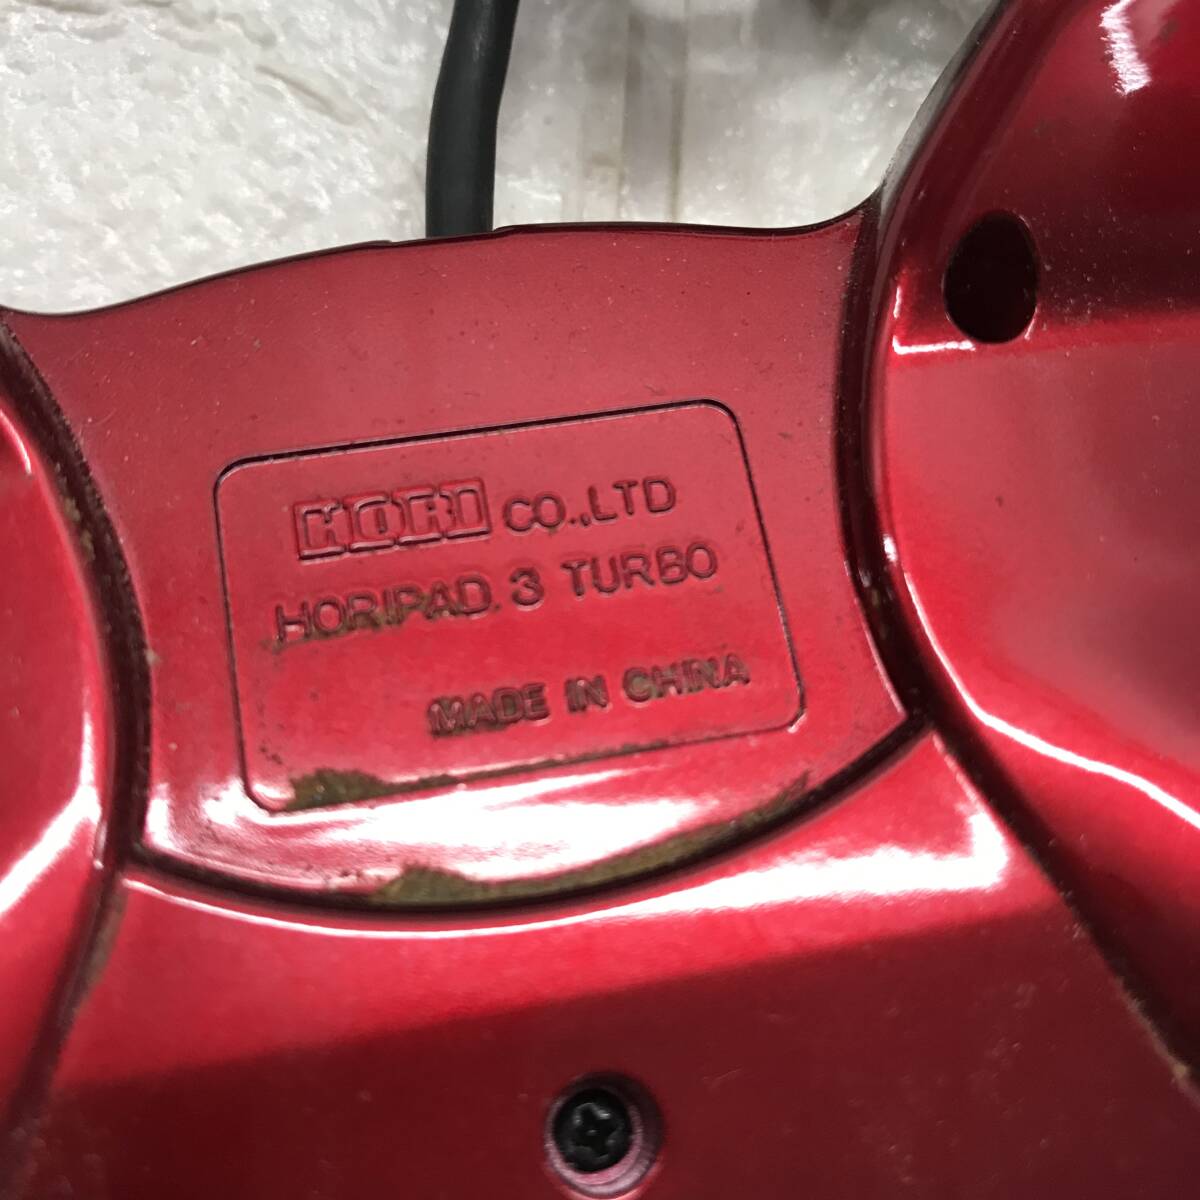 HORI CO.,LTD
HORIPAD 3 TURBO
MADE IN CHINA